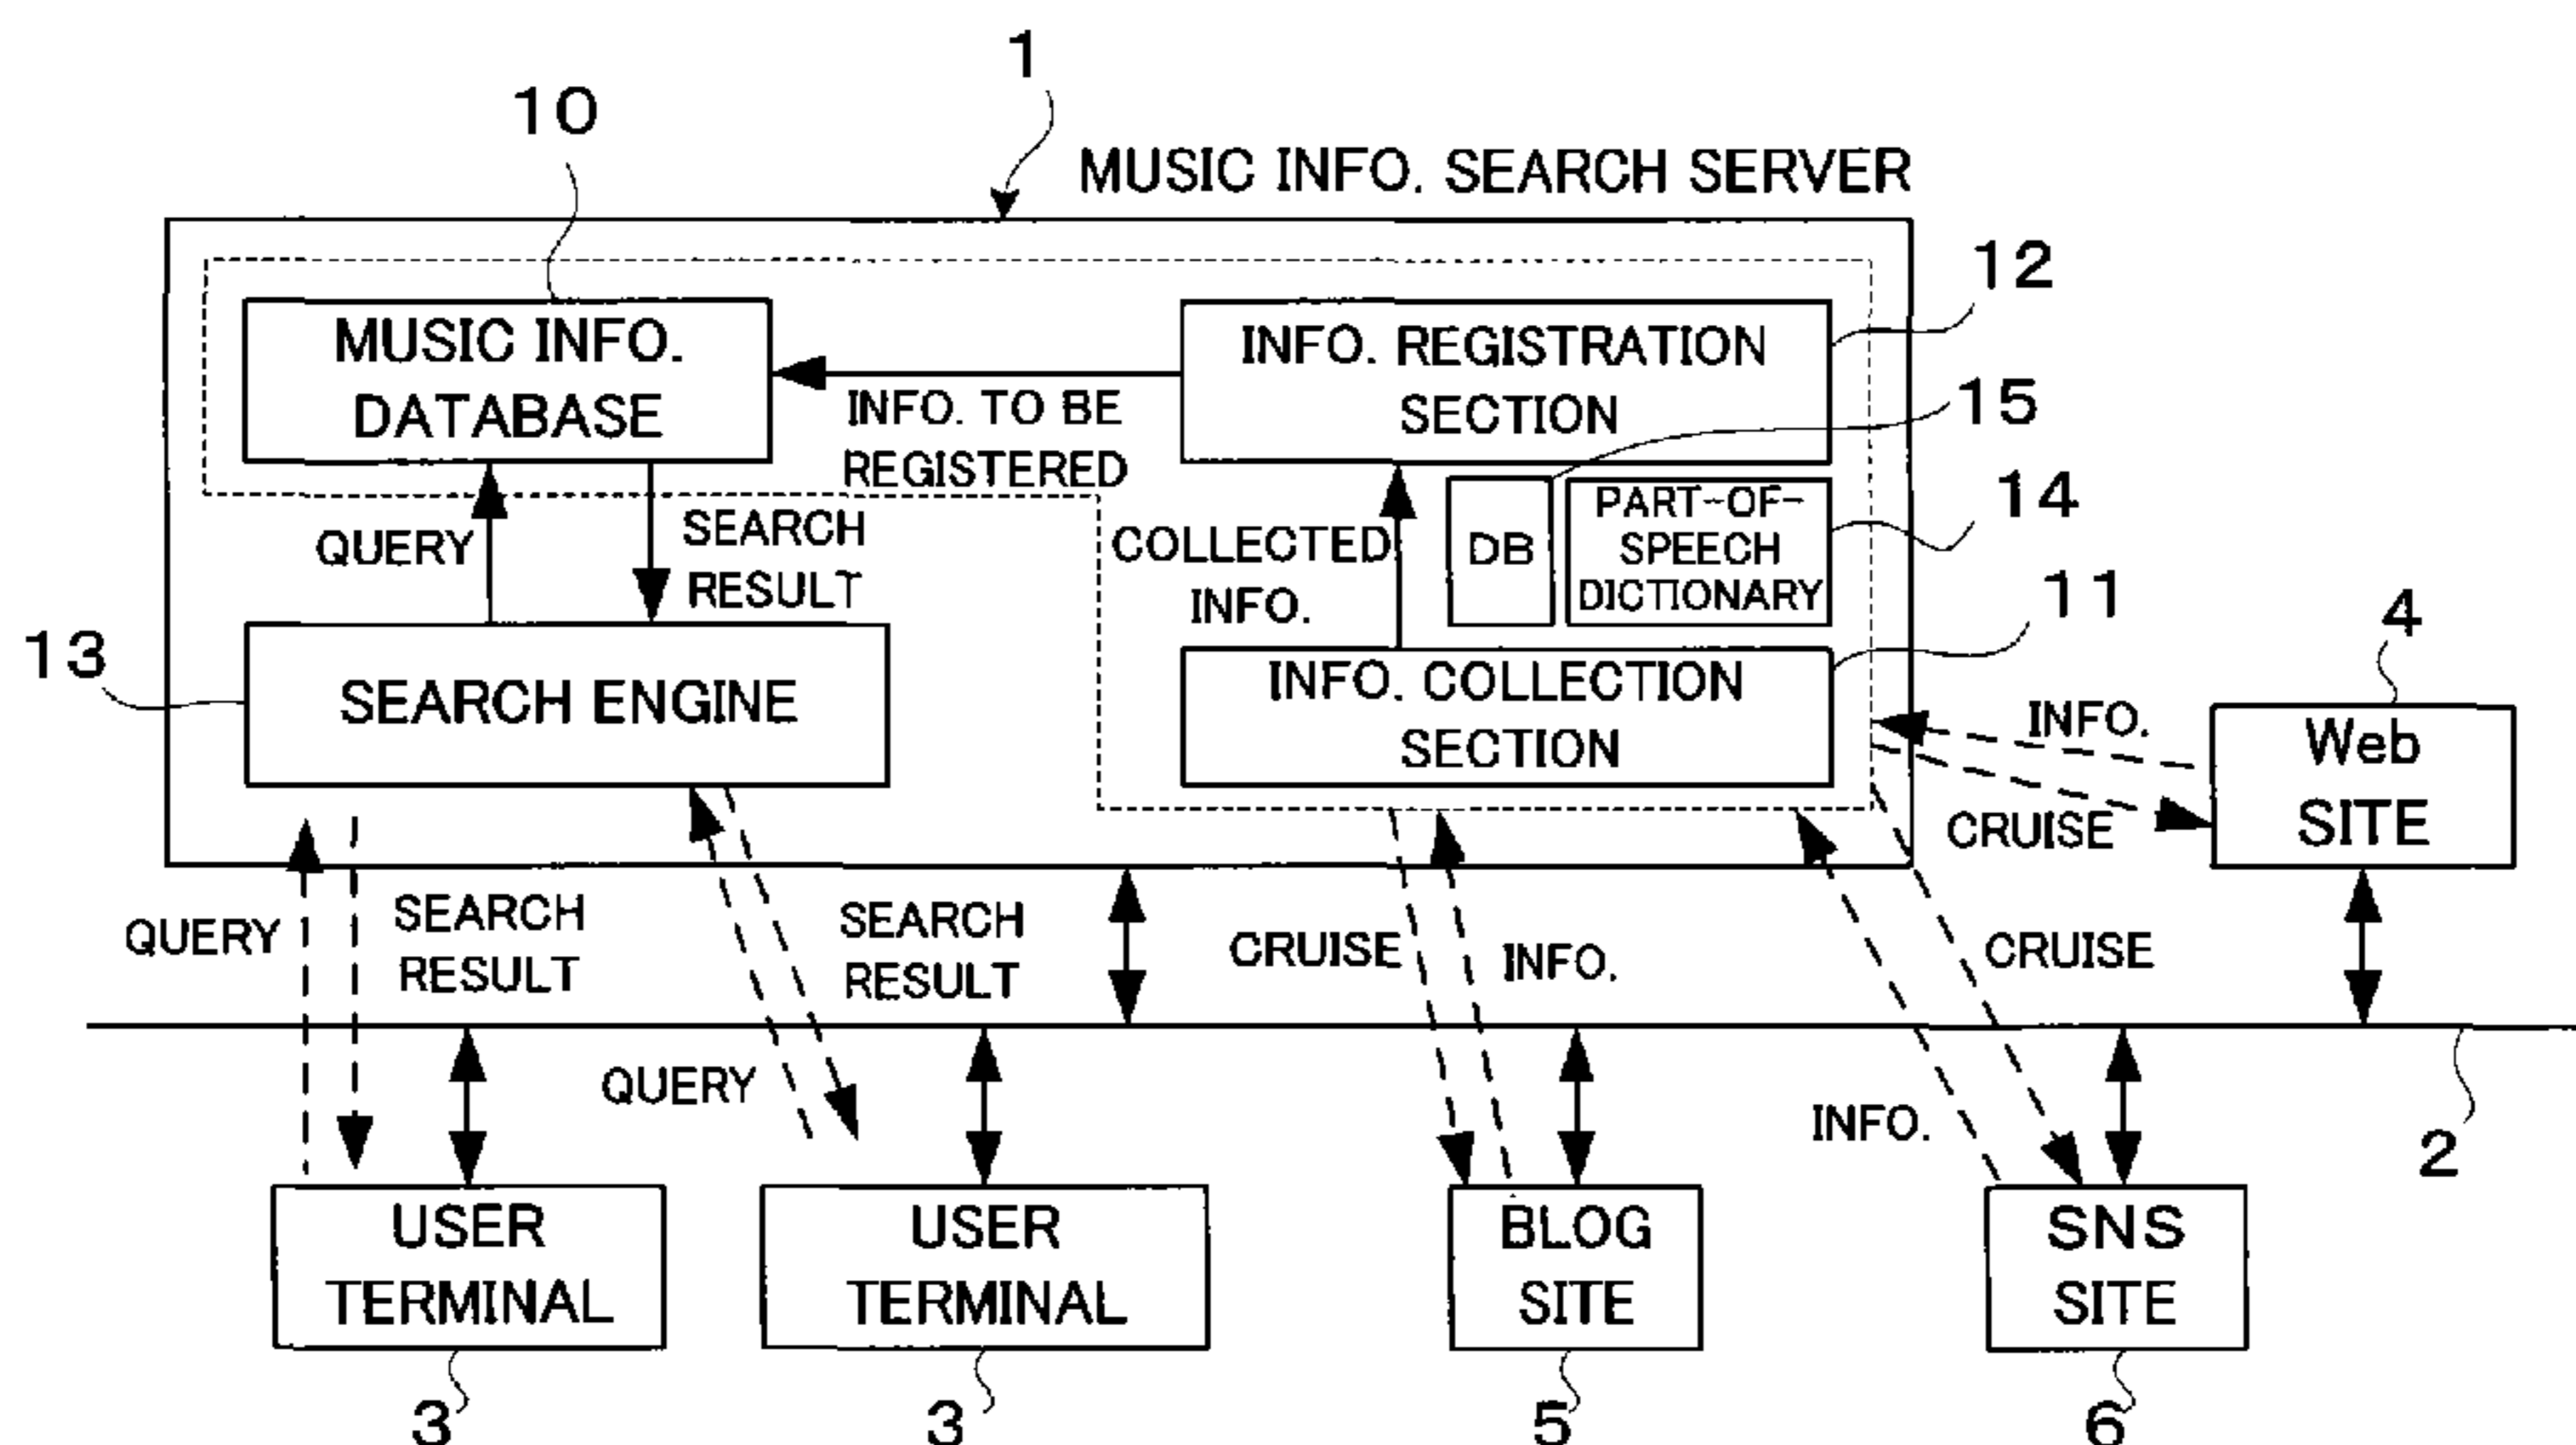 1
10
MUSIC INFO. SEARCH SERVER
12
MUSIC INFO.
DATABASE
INFO. REGISTRATION
SECTION
INFO. TO BE
REGISTERED
15
14
QUERY
SEARCH
RESULT
COLLECTED
INFO.
DB
PART-OF-
SPEECH
DICTIONARY
11
4
13
SEARCH ENGINE
INFO. COLLECTION
SECTION
INFO.
CRUISE
Web
SITE
QUERY
SEARCH
RESULT
SEARCH
RESULT
CRUISE
INFO.
CRUISE
QUERY
INFO.
2
USER
TERMINAL
USER
TERMINAL
BLOG
SITE
SNS
SITE
3
3
5
6